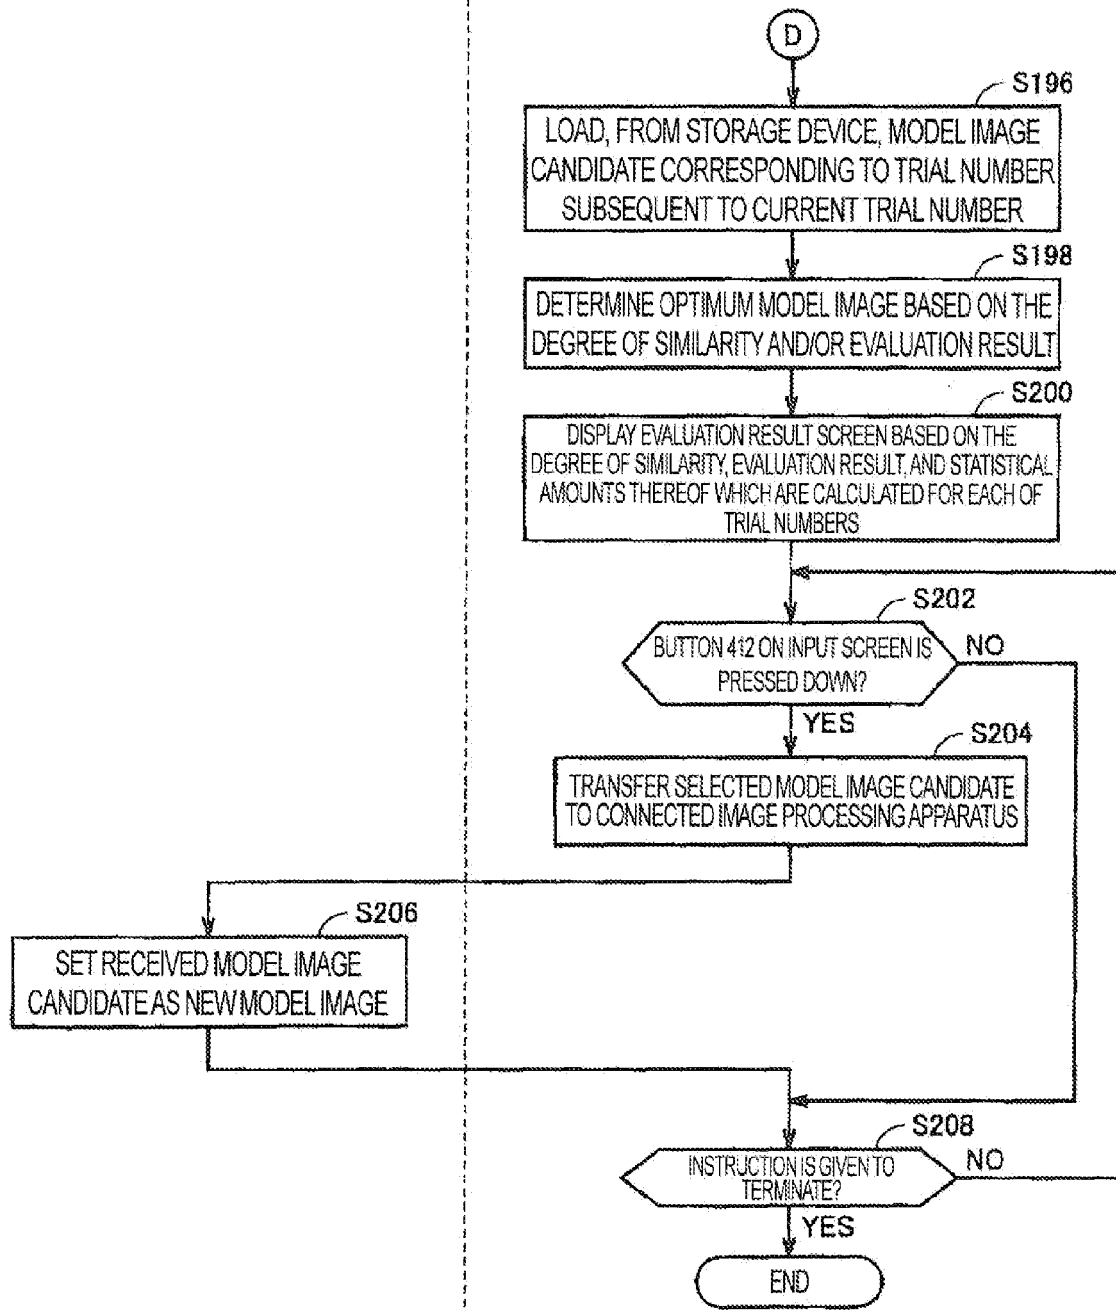 D
S196
LOAD, FROM STORAGE DEVICE, MODEL IMAGE
CANDIDATE CORRESPONDING TO TRIAL NUMBER
SUBSEQUENT TO CURRENT TRIAL NUMBER
S198
DETERMINE OPTIMUM MODEL IMAGE BASED ON THE
DEGREE OF SIMILARITY AND/OR EVALUATION RESULT
S200
DISPLAY EVALUATION RESULT SCREEN BASED ON THE
DEGREE OF SIMILARITY, EVALUATION RESULT, AND STATISTICAL
AMOUNTS THEREOF WHICH ARE CALCULATED FOR EACH OF
TRIAL NUMBERS
S202
BUTTON 412 ON INPUT SCREEN IS
PRESSED DOWN?
NO
YES
S204
TRANSFER SELECTED MODEL IMAGE CANDIDATE
TO CONNECTED IMAGE PROCESSING APPARATUS
S206
SET RECEIVED MODEL IMAGE
CANDIDATE AS NEW MODEL IMAGE
S208
INSTRUCTION IS GIVEN TO
TERMINATE?
NO
YES
END